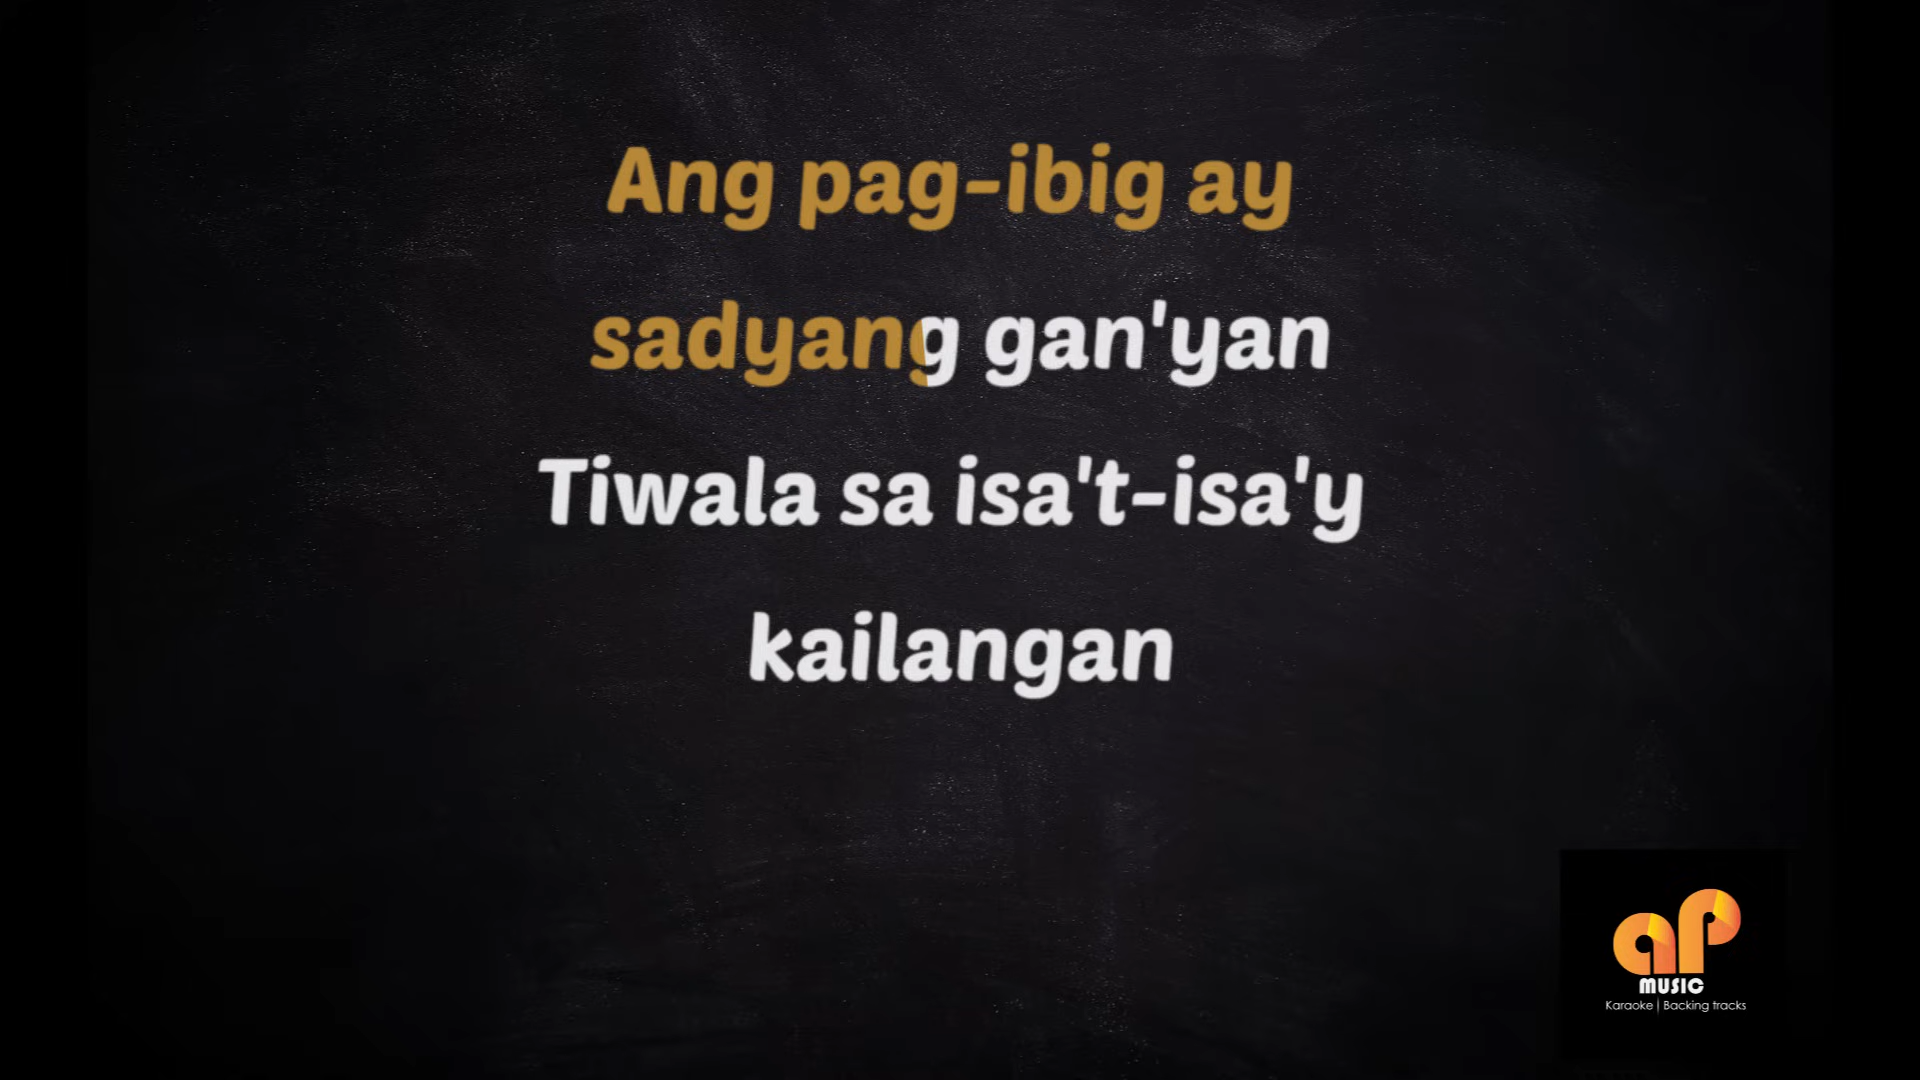 Ang pag-ibig ay
sadyang gan'yan
Tiwala sa isa't-isa'y
kailangan
ap
MUSIC
Karaoke | Backing tracks